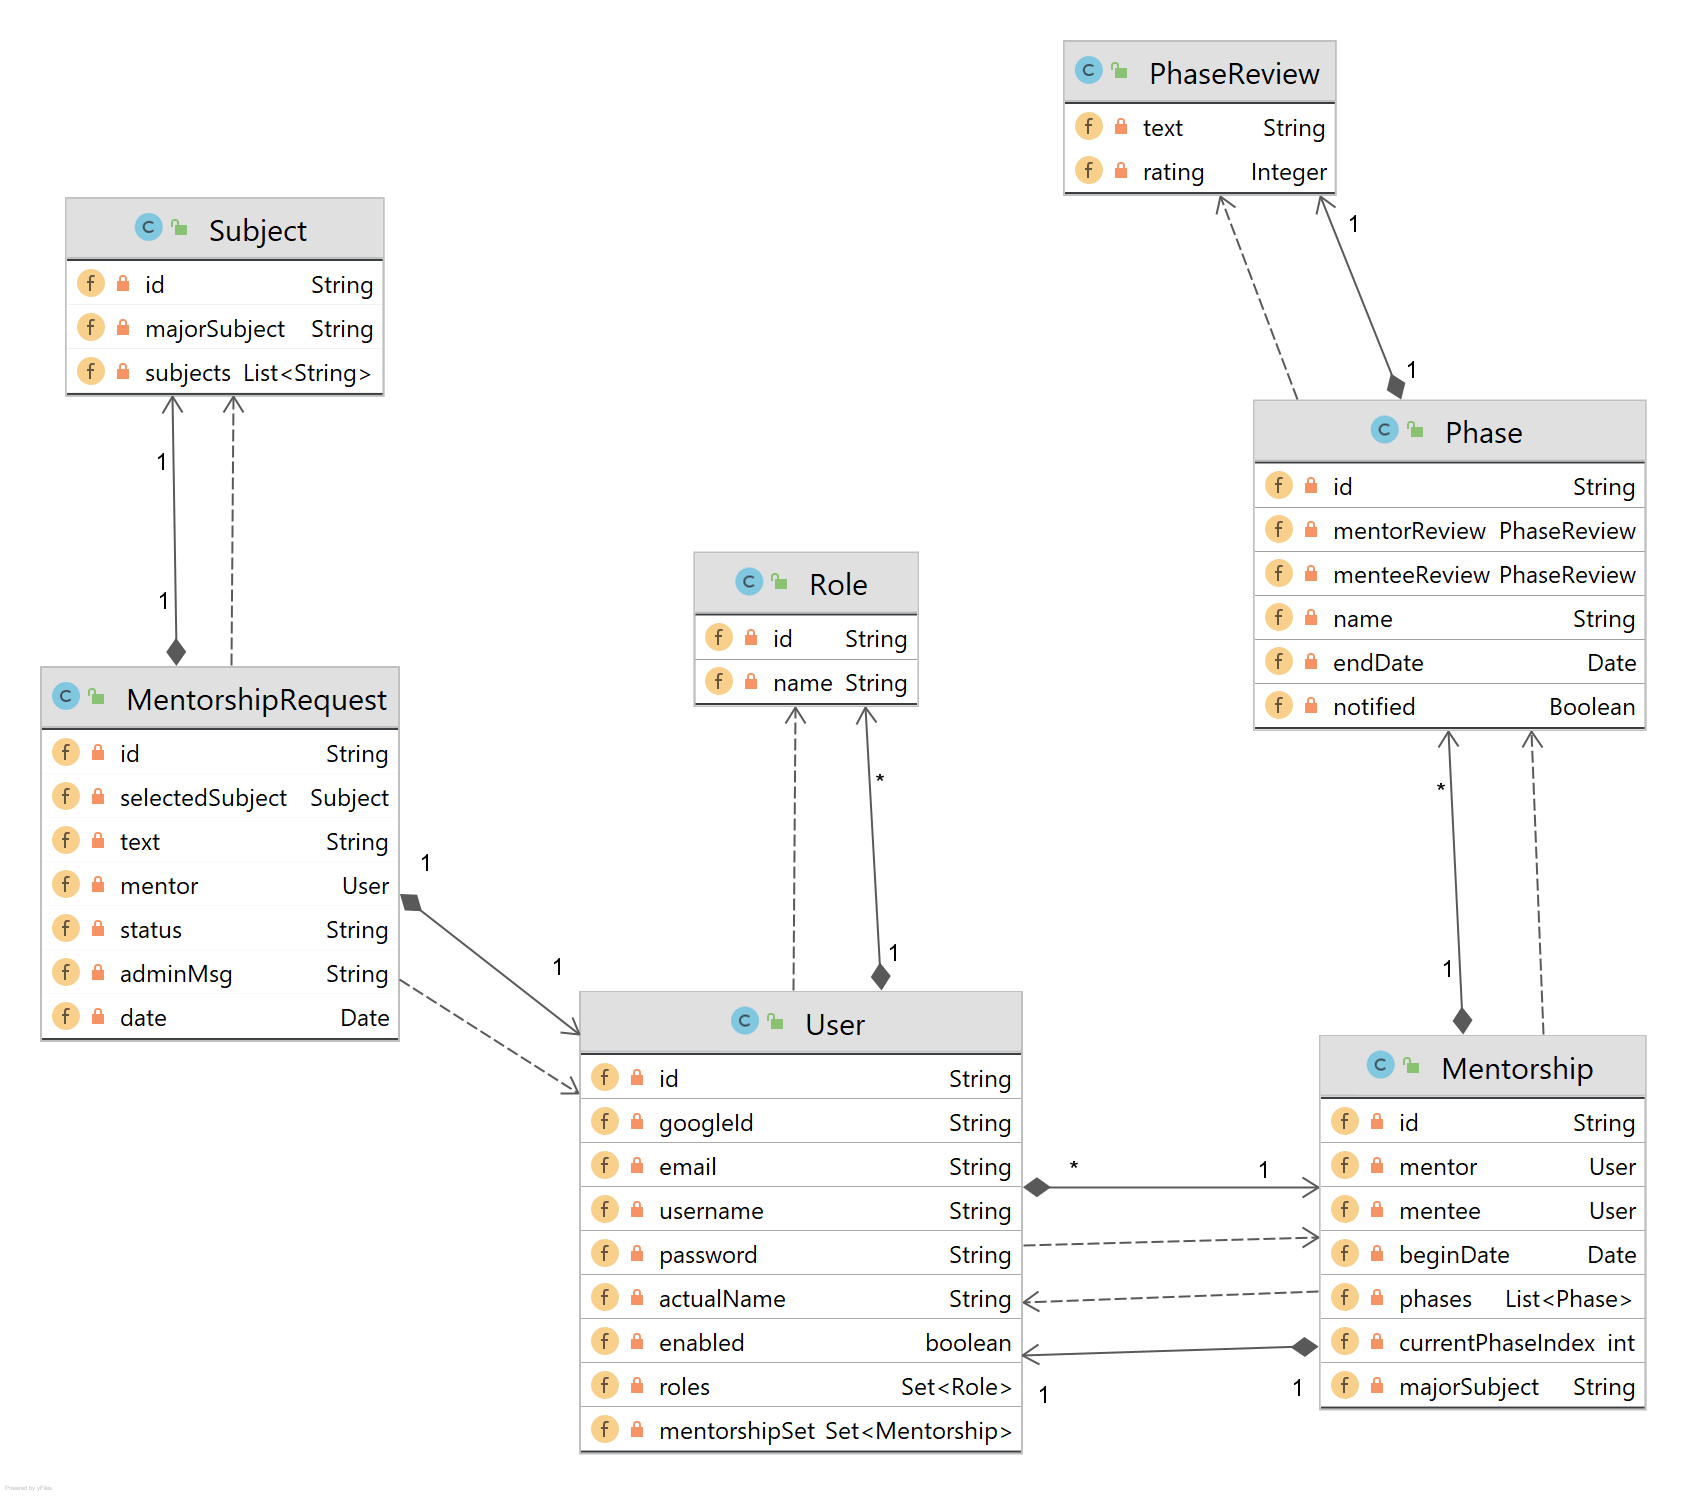 PhaseReview
text String
rating Integer
1
1
Subject
id String
majorSubject String
subjects List<String>
1
1
Phase
id String
mentorReview PhaseReview
menteeReview PhaseReview
name String
endDate Date
notified Boolean
Role
id String
name String
*
1
MentorshipRequest
id String
selectedSubject Subject
text String
mentor User
status String
adminMsg String
date Date
1
1
*
1
User
id String
googleId String
email String
username String
password String
actualName String
enabled boolean
roles Set<Role>
mentorshipSet Set<Mentorship>
* 1
1 1
Mentorship
id String
mentor User
mentee User
beginDate Date
phases List<Phase>
currentPhaseIndex int
majorSubject String
Powered by yFiles